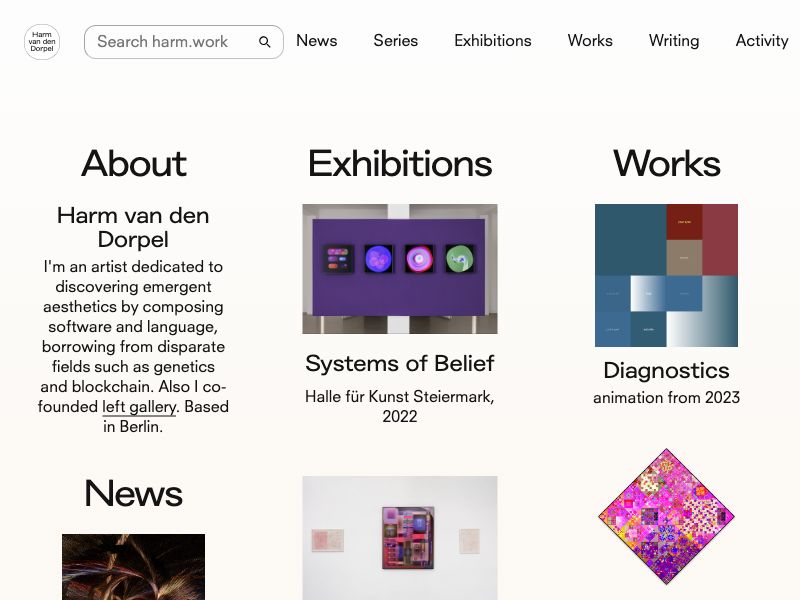 Harm
van den
Dorpel
Search harm.work
News
Series
Exhibitions
Works
Writing
Activity
About
Harm van den
Dorpel
I'm an artist dedicated to
discovering emergent
aesthetics by composing
software and language,
borrowing from disparate
fields such as genetics
and blockchain. Also I co-
founded left gallery. Based
in Berlin.
News
Exhibitions
Systems of Belief
Halle für Kunst Steiermark,
2022
Works
Diagnostics
animation from 2023